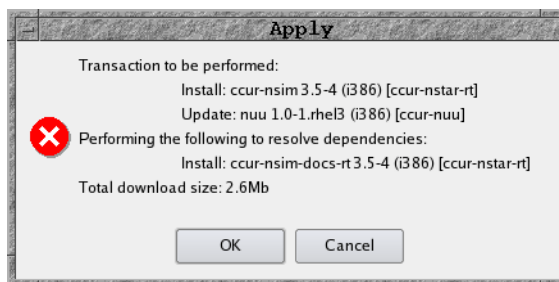 Apply
Transaction to be performed:
Install: ccur-nsim 3.5-4 (i386) [ccur-nstar-rt]
Update: nuu 1.0-1.rhel3 (i386) [ccur-nuu]
Performing the following to resolve dependencies:
Install: ccur-nsim-docs-rt 3.5-4 (i386) [ccur-nstar-rt]
Total download size: 2.6Mb
OK
Cancel